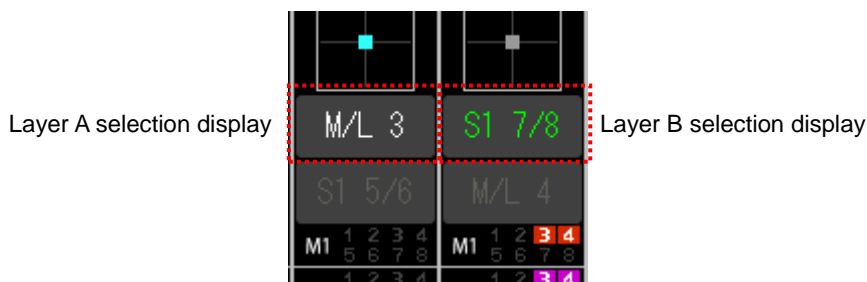 Layer A selection display
M/L 3
S1 7/8
Layer B selection display
S1 5/6
M/L 4
M1 1 2 3 4
5 6 7 8
M1 1 2 3 4
5 6 7 8
1 2 3 4
1 2 3 4